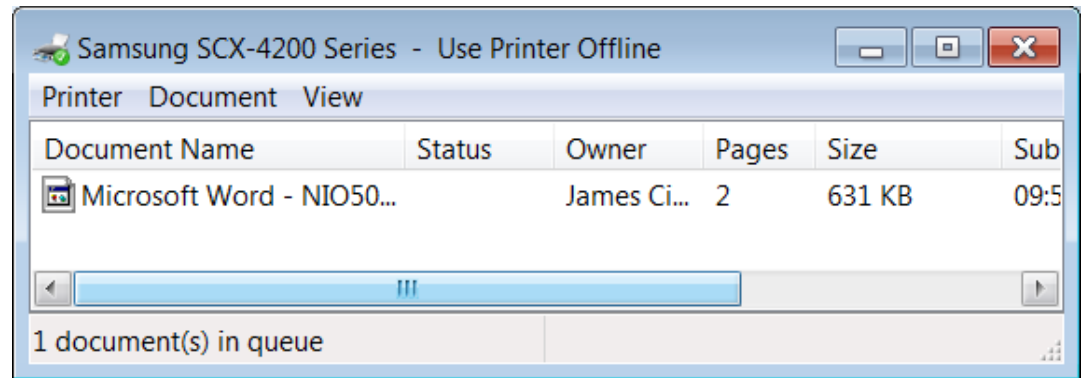 Samsung SCX-4200 Series - Use Printer Offline
Printer Document View
Document Name Status Owner Pages Size Sub
Microsoft Word - NIO50... James Ci... 2 631 KB 09:5
1 document(s) in queue